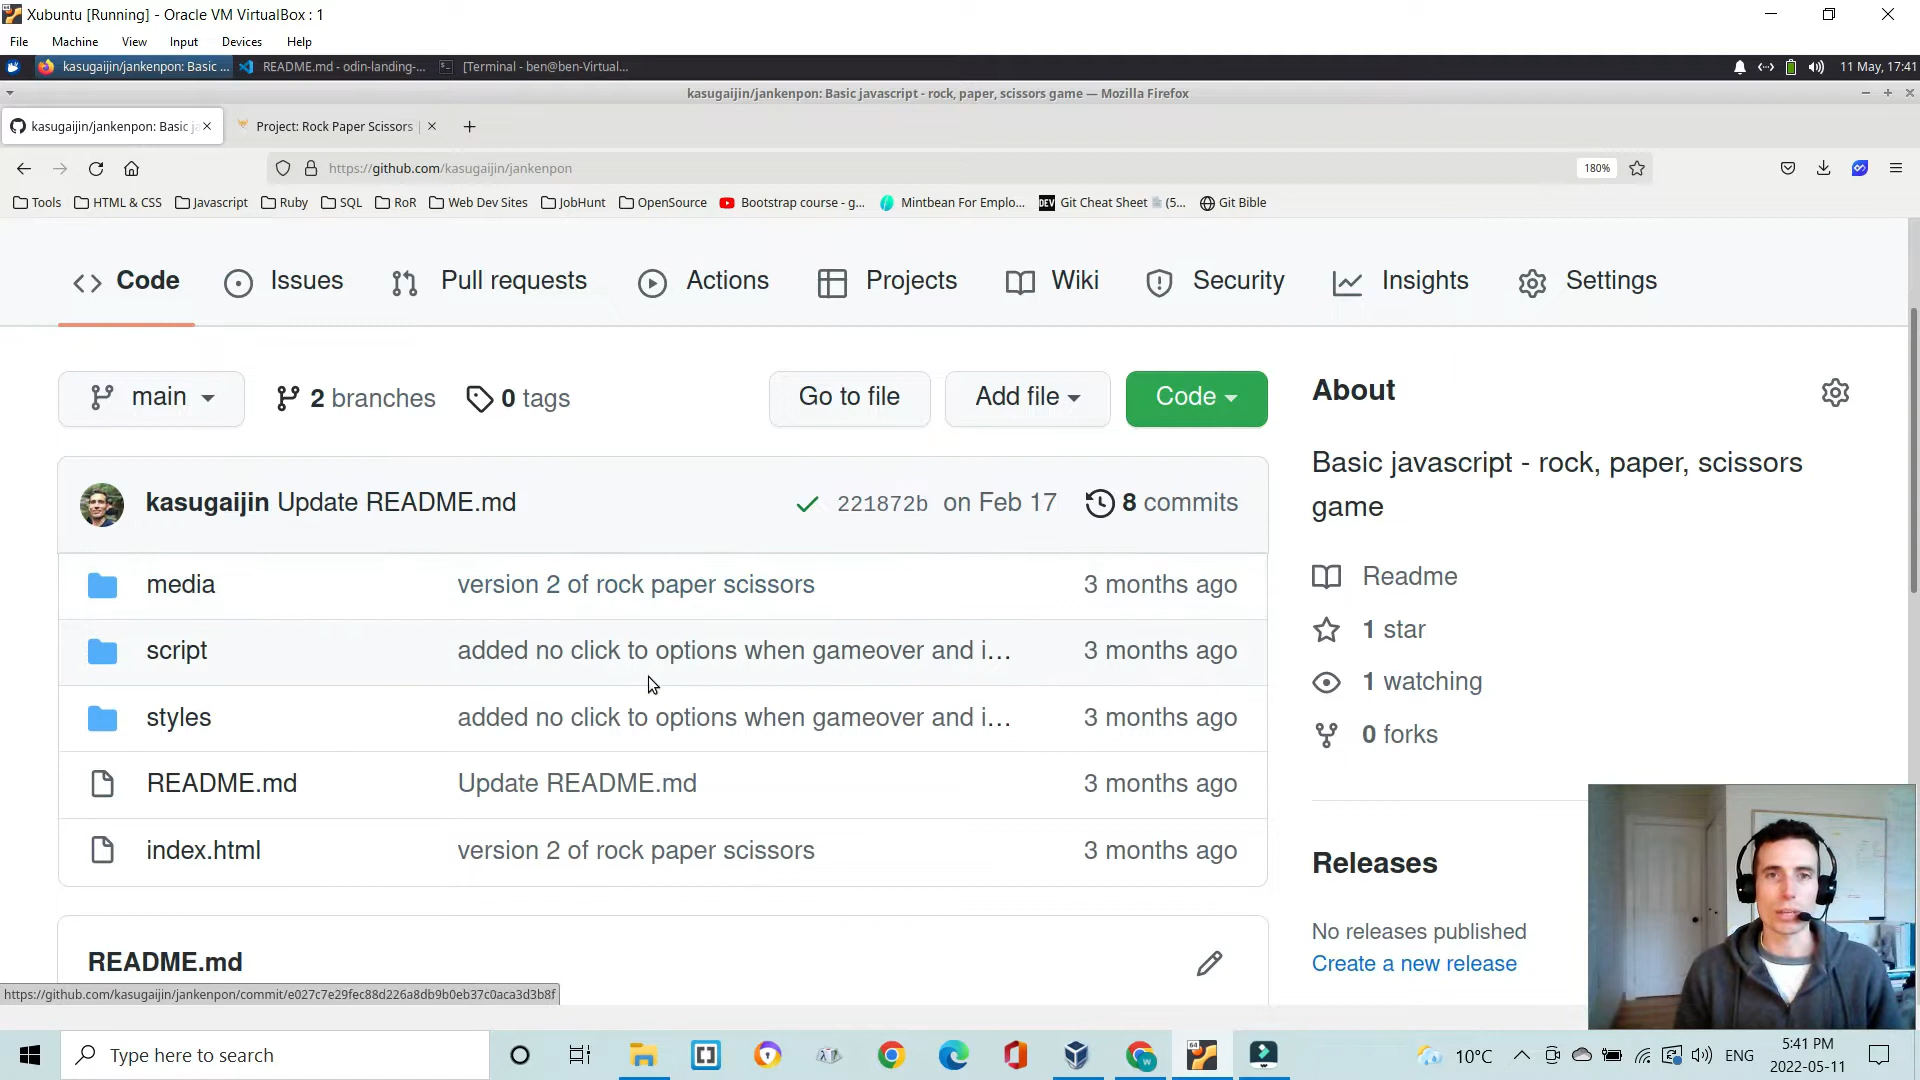 Xubuntu [Running] - Oracle VM VirtualBox : 1
File Machine View Input Devices Help
kasugaijin/jankenpon: Basic ... README.md - odin-landing-... [Terminal - ben@ben-Virtual... 11 May, 17:41
kasugaijin/jankenpon: Basic javascript - rock, paper, scissors game — Mozilla Firefox
kasugaijin/jankenpon: Basic ja Project: Rock Paper Scissors
https://github.com/kasugaijin/jankenpon 180%
Tools HTML & CSS Javascript Ruby SQL RoR Web Dev Sites JobHunt OpenSource Bootstrap course - g... Mintbean For Emplo... DEV Git Cheat Sheet (5... Git Bible
Code Issues Pull requests Actions Projects Wiki Security Insights Settings
main 2 branches 0 tags Go to file Add file Code
About
Basic javascript - rock, paper, scissors
game
kasugaijin Update README.md 221872b on Feb 17 8 commits
media version 2 of rock paper scissors 3 months ago
script added no click to options when gameover and i... 3 months ago
styles added no click to options when gameover and i... 3 months ago
README.md Update README.md 3 months ago
index.html version 2 of rock paper scissors 3 months ago
Readme
1 star
1 watching
0 forks
Releases
No releases published
Create a new release
README.md
https://github.com/kasugaijin/jankenpon/commit/e027c7e29fec88d226a8db9b0eb37c0aca3d3b8f
Type here to search 10°C ENG 5:41 PM
2022-05-11